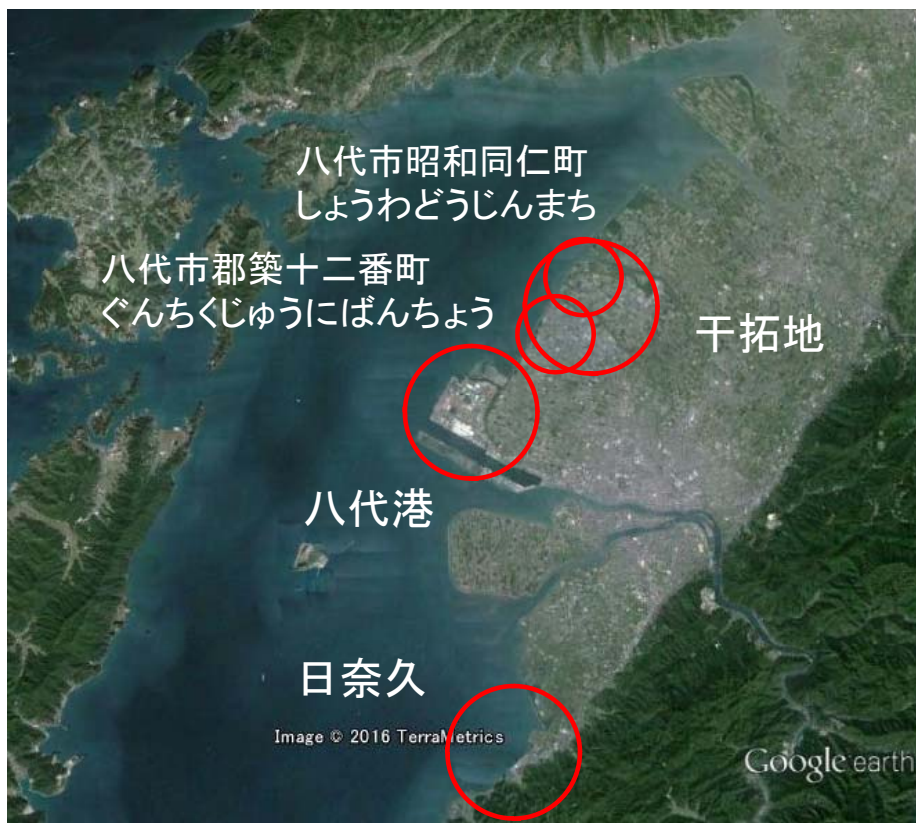 八代市昭和同仁町
しょうわどうじんまち
八代市郡築十二番町
ぐんちくじゅうにばんちょう
干拓地
八代港
日奈久
Image © 2016 TerraMetrics
Google earth